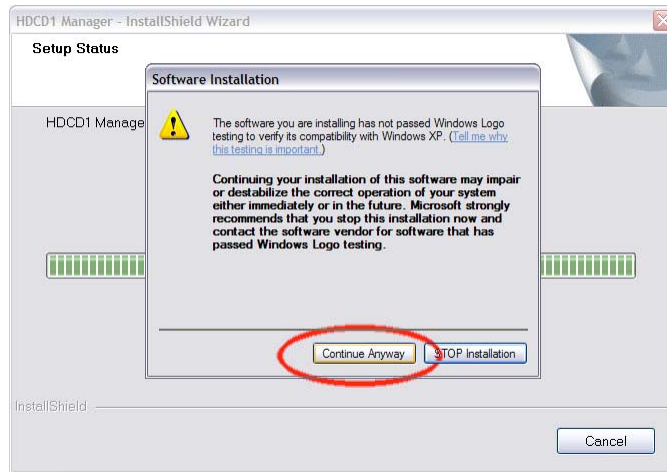 HDCD1 Manager - InstallShield Wizard
Setup Status
Software Installation
HDCD1 Manage
The software you are installing has not passed Windows Logo
testing to verify its compatibility with Windows XP. (Tell me why
this testing is important.)
Continuing your installation of this software may impair
or destabilize the correct operation of your system
either immediately or in the future. Microsoft strongly
recommends that you stop this installation now and
contact the software vendor for software that has
passed Windows Logo testing.
Continue Anyway STOP Installation
InstallShield
Cancel